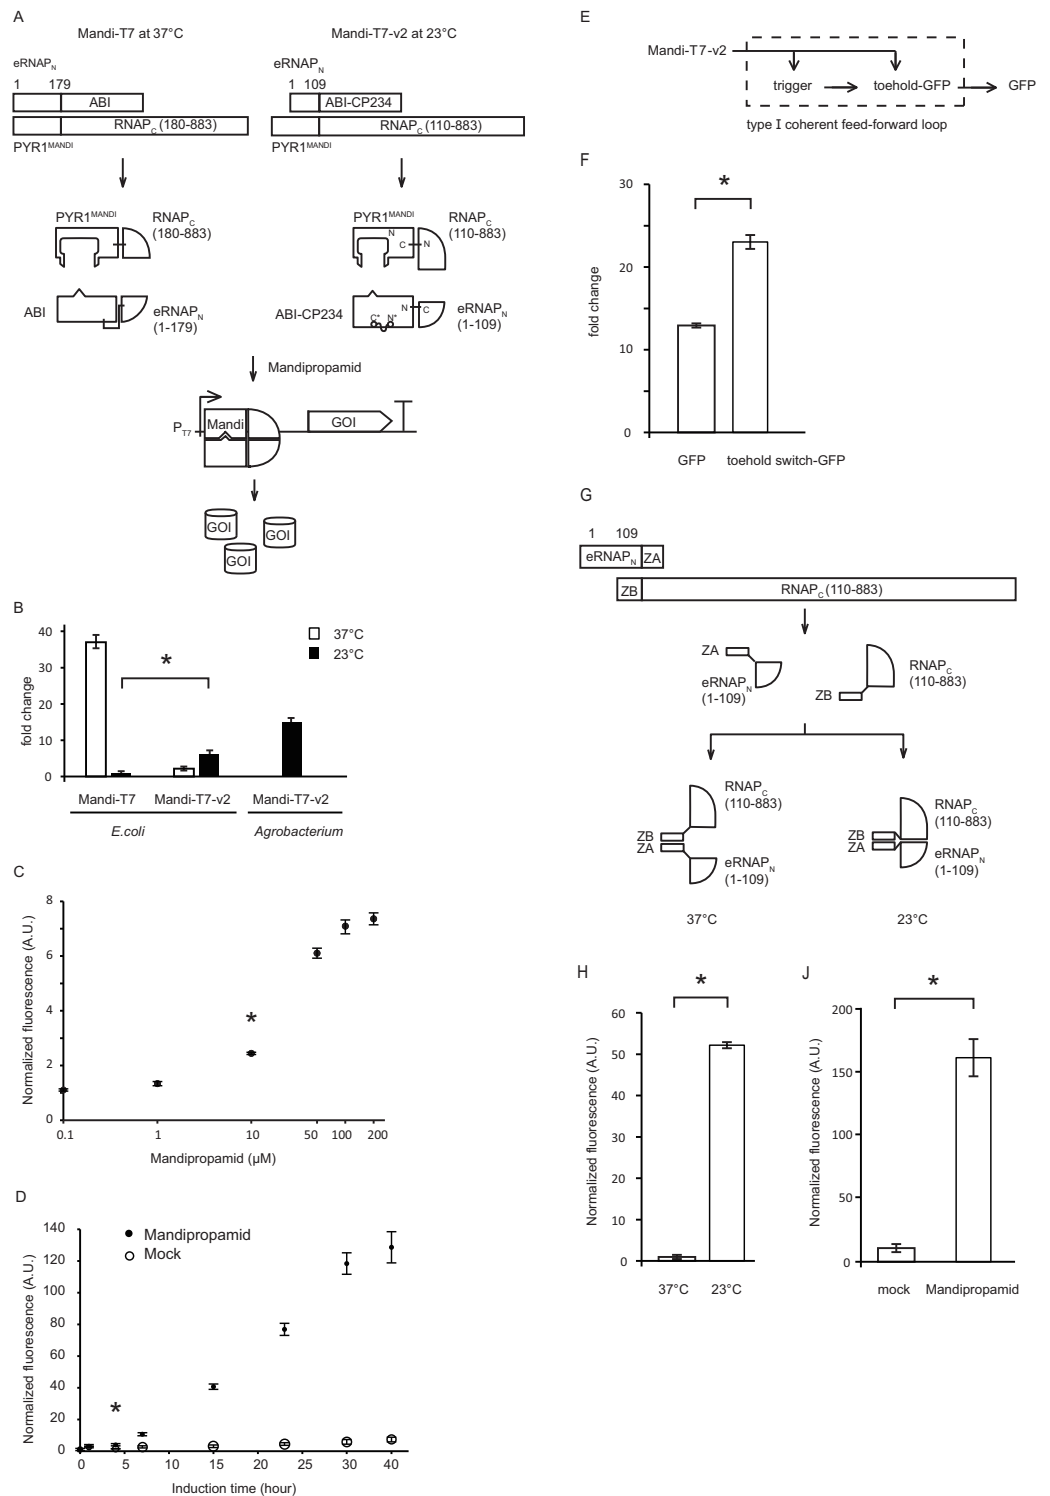 A
Mandi-T7 at 37°C
Mandi-T7-v2 at 23°C
eRNAP_N
1 179
ABI
RNAP_C (180-883)
PYR1^MANDI
eRNAP_N
1 109
ABI-CP234
RNAP_C (110-883)
PYR1^MANDI
PYR1^MANDI
RNAP_C
(180-883)
ABI
eRNAP_N
(1-179)
PYR1^MANDI
N
C N
RNAP_C
(110-883)
ABI-CP234
N C
C* N*
eRNAP_N
(1-109)
Mandipropamid
P_T7
Mandi
GOI
GOI
GOI
GOI
B
fold change
40
30
20
10
0
*
37°C
23°C
Mandi-T7
Mandi-T7-v2
Mandi-T7-v2
E.coli
Agrobacterium
C
Normalized fluorescence (A.U.)
8
6
4
2
0
*
0.1 1 10 50 100 200
Mandipropamid (µM)
D
Normalized fluorescence (A.U.)
140
120
100
80
60
40
20
0
Mandipropamid
Mock
*
0 5 10 15 20 25 30 35 40
Induction time (hour)
E
Mandi-T7-v2
trigger
toehold-GFP
GFP
type I coherent feed-forward loop
F
fold change
30
20
10
0
*
GFP
toehold switch-GFP
G
1 109
eRNAP_N
ZA
ZB
RNAP_C (110-883)
ZA
eRNAP_N
(1-109)
ZB
RNAP_C
(110-883)
RNAP_C
(110-883)
ZB
ZA
eRNAP_N
(1-109)
37°C
RNAP_C
(110-883)
ZB
ZA
eRNAP_N
(1-109)
23°C
H
Normalized fluorescence (A.U.)
60
50
40
30
20
10
0
*
37°C
23°C
J
Normalized fluorescence (A.U.)
200
150
100
50
0
*
mock
Mandipropamid